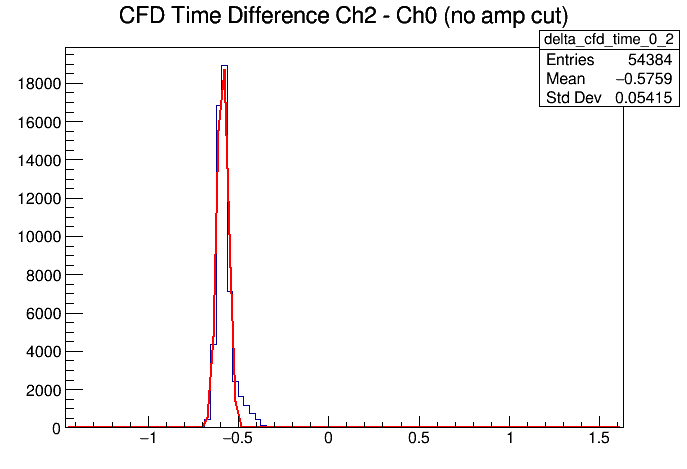 CFD Time Difference Ch2 - Ch0 (no amp cut)
delta_cfd_time_0_2
Entries 54384
Mean −0.5759
Std Dev 0.05415
18000
16000
14000
12000
10000
8000
6000
4000
2000
0
−1 −0.5 0 0.5 1 1.5